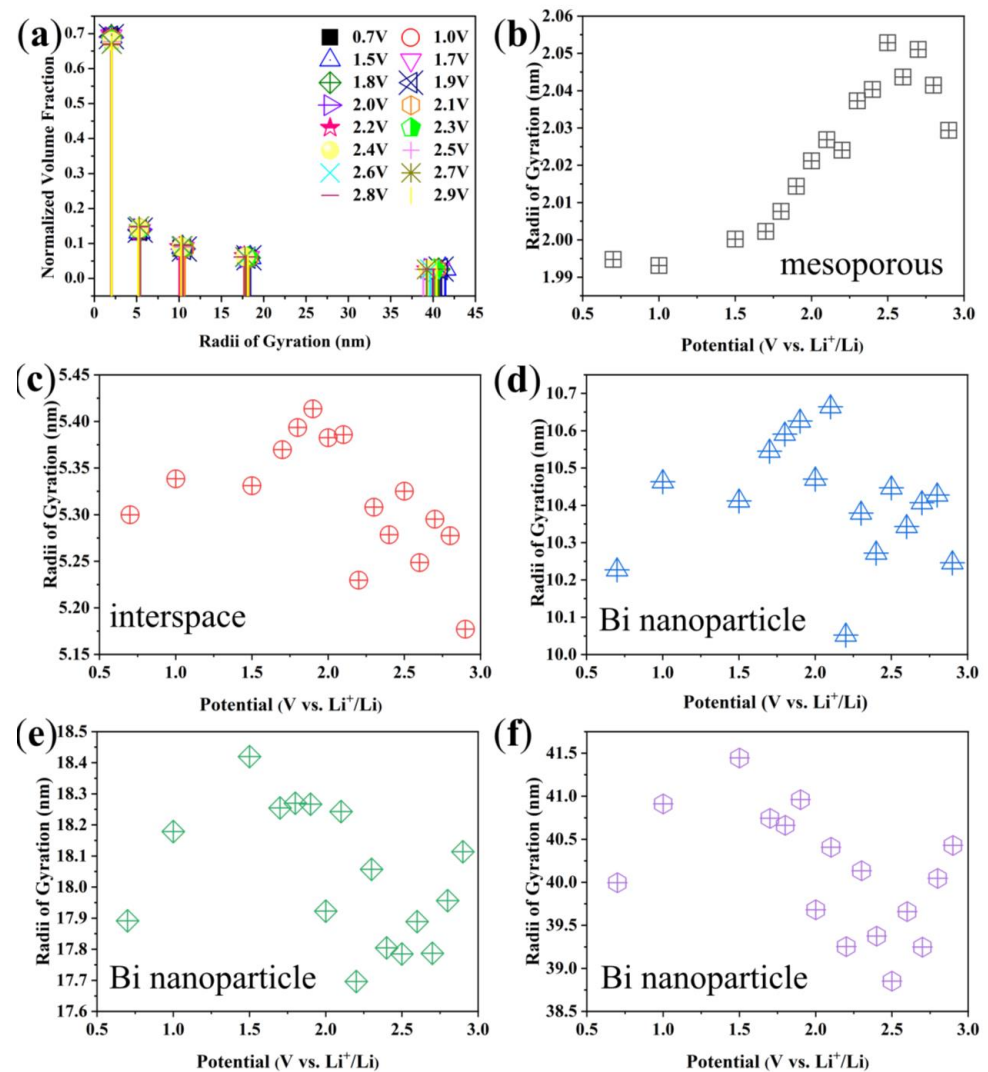 (a)
Normalized Volume Fraction
0.7
0.6
0.5
0.4
0.3
0.2
0.1
0.0
0.7V 1.0V
1.5V 1.7V
1.8V 1.9V
2.0V 2.1V
2.2V 2.3V
2.4V 2.5V
2.6V 2.7V
2.8V 2.9V
0 5 10 15 20 25 30 35 40 45
Radii of Gyration (nm)
(b)
Radii of Gyration (nm)
2.06
2.05
2.04
2.03
2.02
2.01
2.00
1.99
mesoporous
0.5 1.0 1.5 2.0 2.5 3.0
Potential (V vs. Li⁺/Li)
(c)
Radii of Gyration (nm)
5.45
5.40
5.35
5.30
5.25
5.20
5.15
interspace
0.5 1.0 1.5 2.0 2.5 3.0
Potential (V vs. Li⁺/Li)
(d)
Radii of Gyration (nm)
10.7
10.6
10.5
10.4
10.3
10.2
10.1
10.0
Bi nanoparticle
0.5 1.0 1.5 2.0 2.5 3.0
Potential (V vs. Li⁺/Li)
(e)
Radii of Gyration (nm)
18.5
18.4
18.3
18.2
18.1
18.0
17.9
17.8
17.7
17.6
Bi nanoparticle
0.5 1.0 1.5 2.0 2.5 3.0
Potential (V vs. Li⁺/Li)
(f)
Radii of Gyration (nm)
41.5
41.0
40.5
40.0
39.5
39.0
38.5
Bi nanoparticle
0.5 1.0 1.5 2.0 2.5 3.0
Potential (V vs. Li⁺/Li)